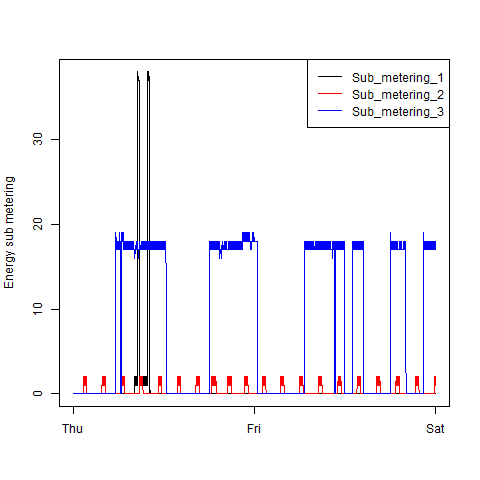 Sub_metering_1
Sub_metering_2
Sub_metering_3
Energy sub metering
30
20
10
0
Thu Fri Sat